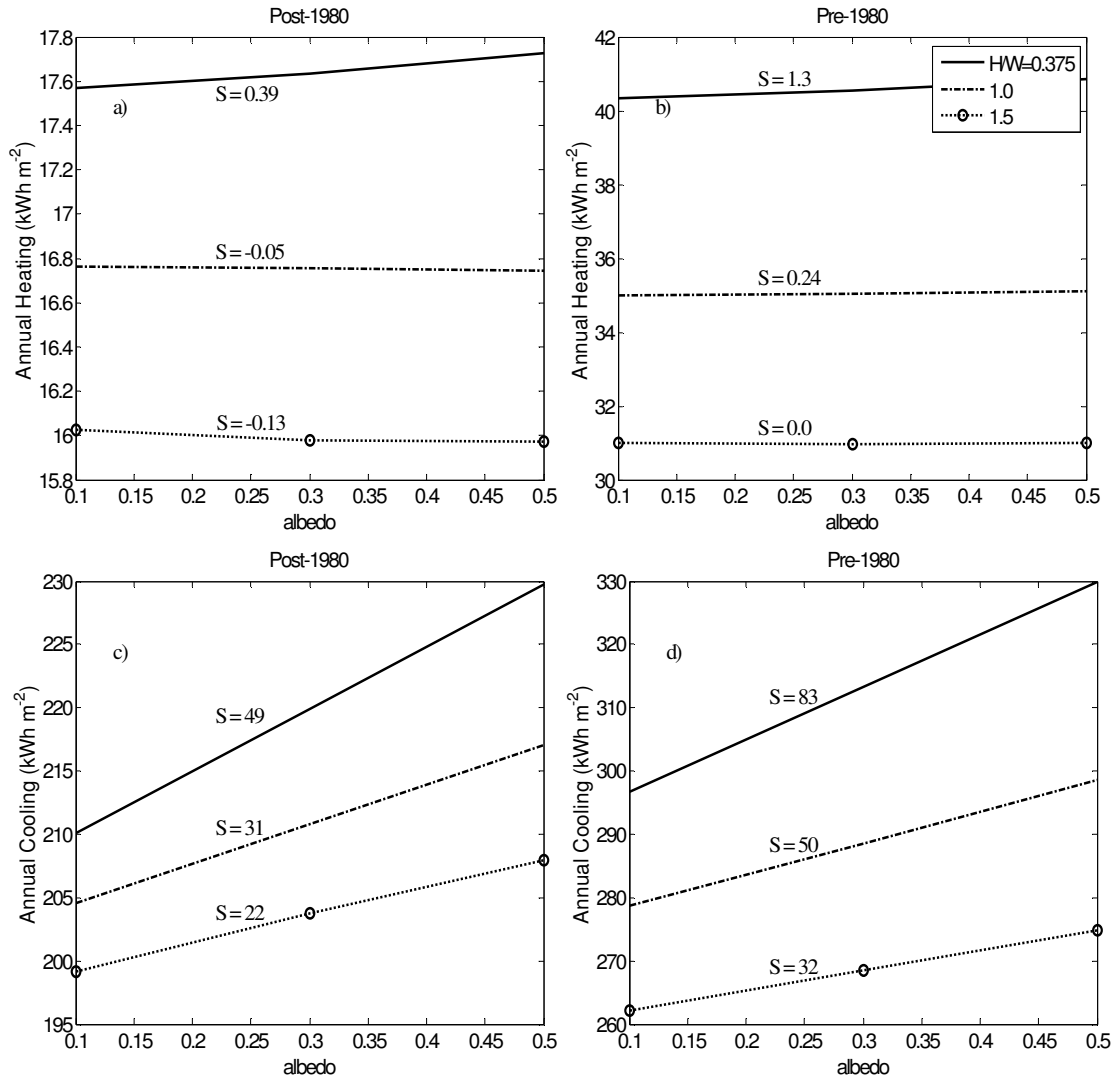 Post-1980
17.8
17.6
17.4
17.2
17
16.8
16.6
16.4
16.2
16
15.8
Annual Heating (kWh m-2)
a)
S = 0.39
S = -0.05
S = -0.13
0.1 0.15 0.2 0.25 0.3 0.35 0.4 0.45 0.5
albedo
Pre-1980
42
40
38
36
34
32
31
30
Annual Heating (kWh m-2)
b)
S = 1.3
H/W=0.375
1.0
1.5
S = 0.24
S = 0.0
0.1 0.15 0.2 0.25 0.3 0.35 0.4 0.45 0.5
albedo
Post-1980
230
225
220
215
210
205
200
195
Annual Cooling (kWh m-2)
c)
S = 49
S = 31
S = 22
0.1 0.15 0.2 0.25 0.3 0.35 0.4 0.45 0.5
albedo
Pre-1980
330
320
310
300
290
280
270
260
Annual Cooling (kWh m-2)
d)
S = 83
S = 50
S = 32
0.1 0.15 0.2 0.25 0.3 0.35 0.4 0.45 0.5
albedo